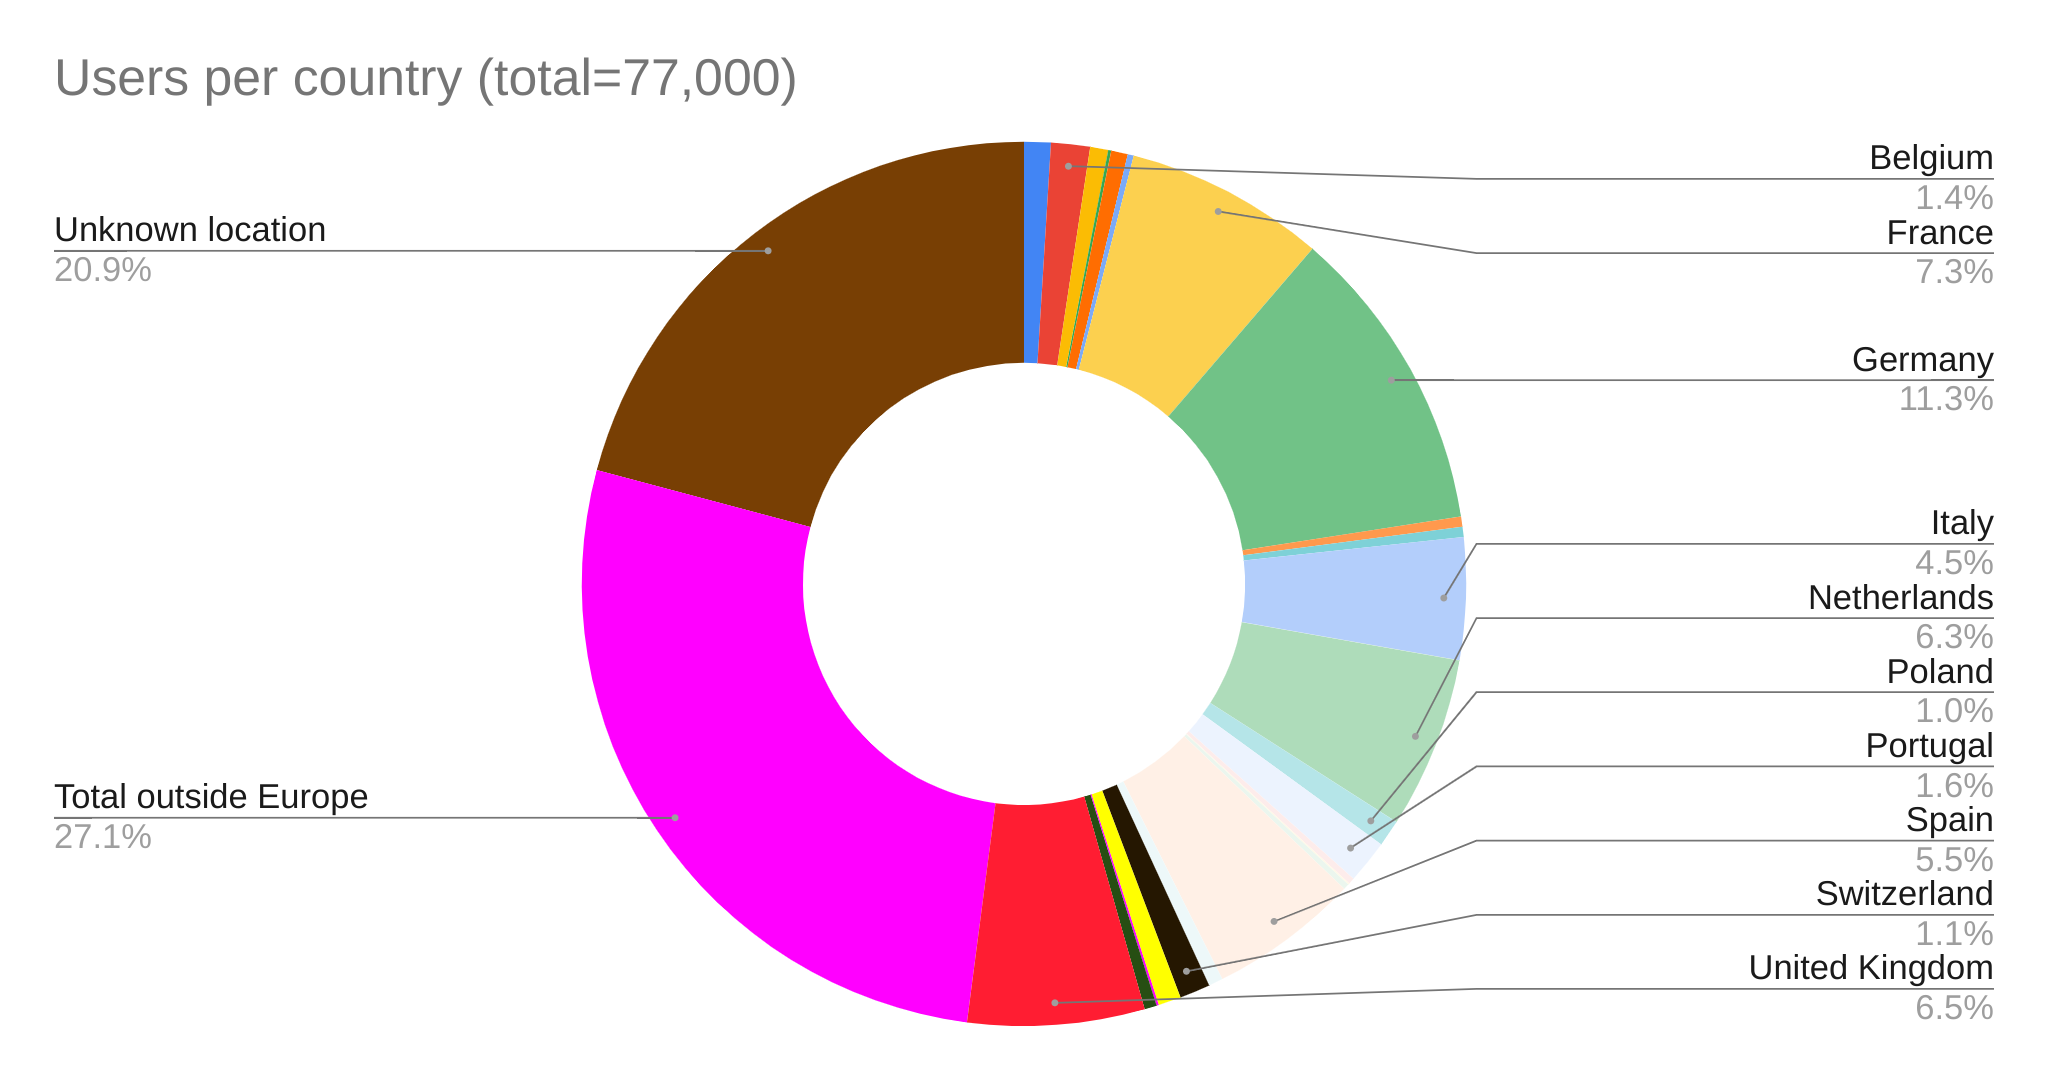 Users per country (total=77,000)
Belgium
1.4%
France
7.3%
Germany
11.3%
Italy
4.5%
Netherlands
6.3%
Poland
1.0%
Portugal
1.6%
Spain
5.5%
Switzerland
1.1%
United Kingdom
6.5%
Unknown location
20.9%
Total outside Europe
27.1%